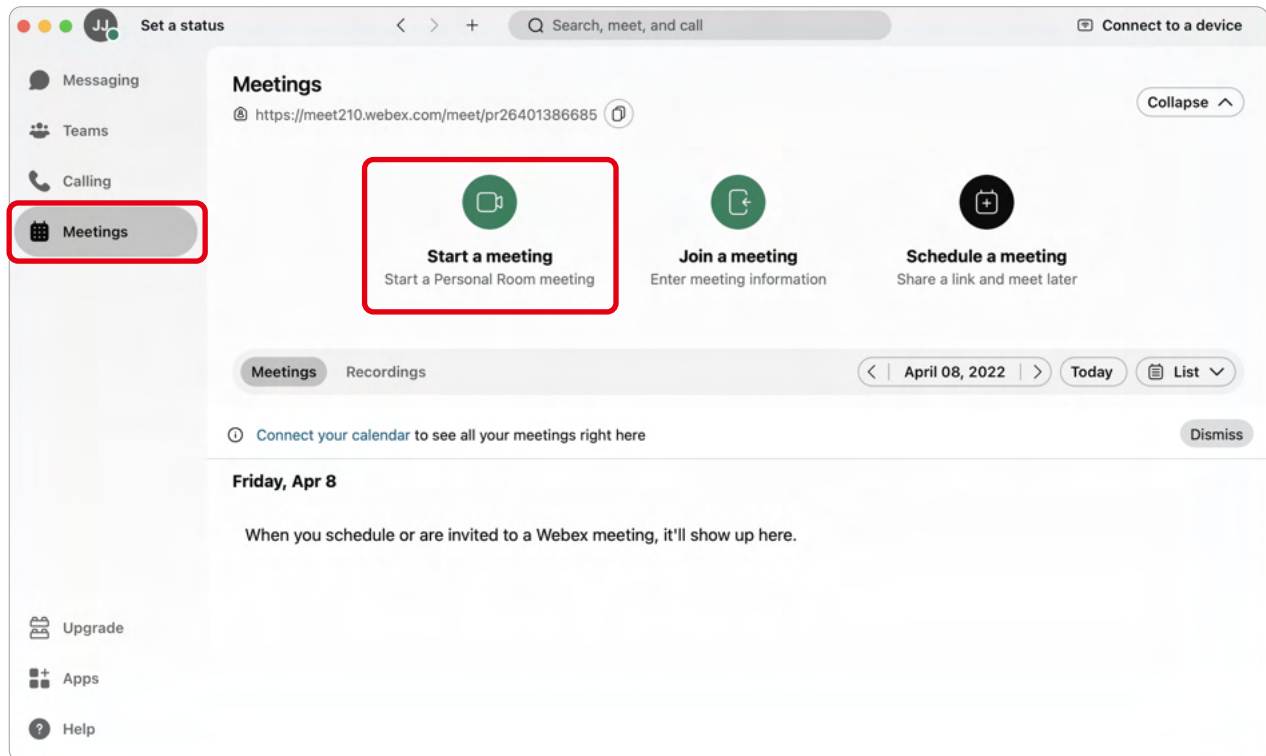 JJ Set a status
Search, meet, and call
Connect to a device
Messaging
Teams
Calling
Meetings
Meetings
https://meet210.webex.com/meet/pr26401386685
Collapse
Start a meeting
Start a Personal Room meeting
Join a meeting
Enter meeting information
Schedule a meeting
Share a link and meet later
Meetings Recordings
April 08, 2022 Today List
Connect your calendar to see all your meetings right here
Dismiss
Friday, Apr 8
When you schedule or are invited to a Webex meeting, it'll show up here.
Upgrade
Apps
Help